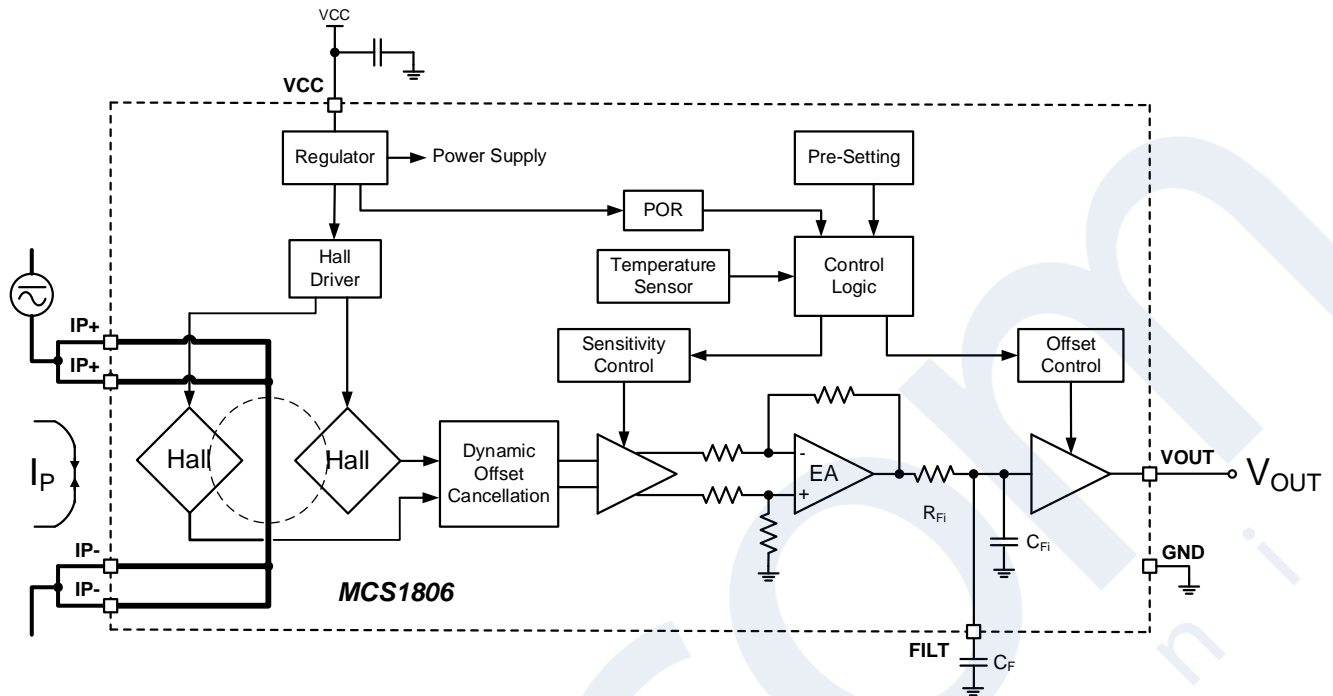 VCC
VCC
Regulator
Power Supply
Pre-Setting
POR
Hall
Driver
Temperature
Sensor
Control
Logic
IP+
IP+
Sensitivity
Control
Offset
Control
Hall
Hall
IP
Dynamic
Offset
Cancellation
-
EA
+
RFi
CFi
VOUT
VOUT
GND
IP-
IP-
MCS1806
FILT
CF
com
n i